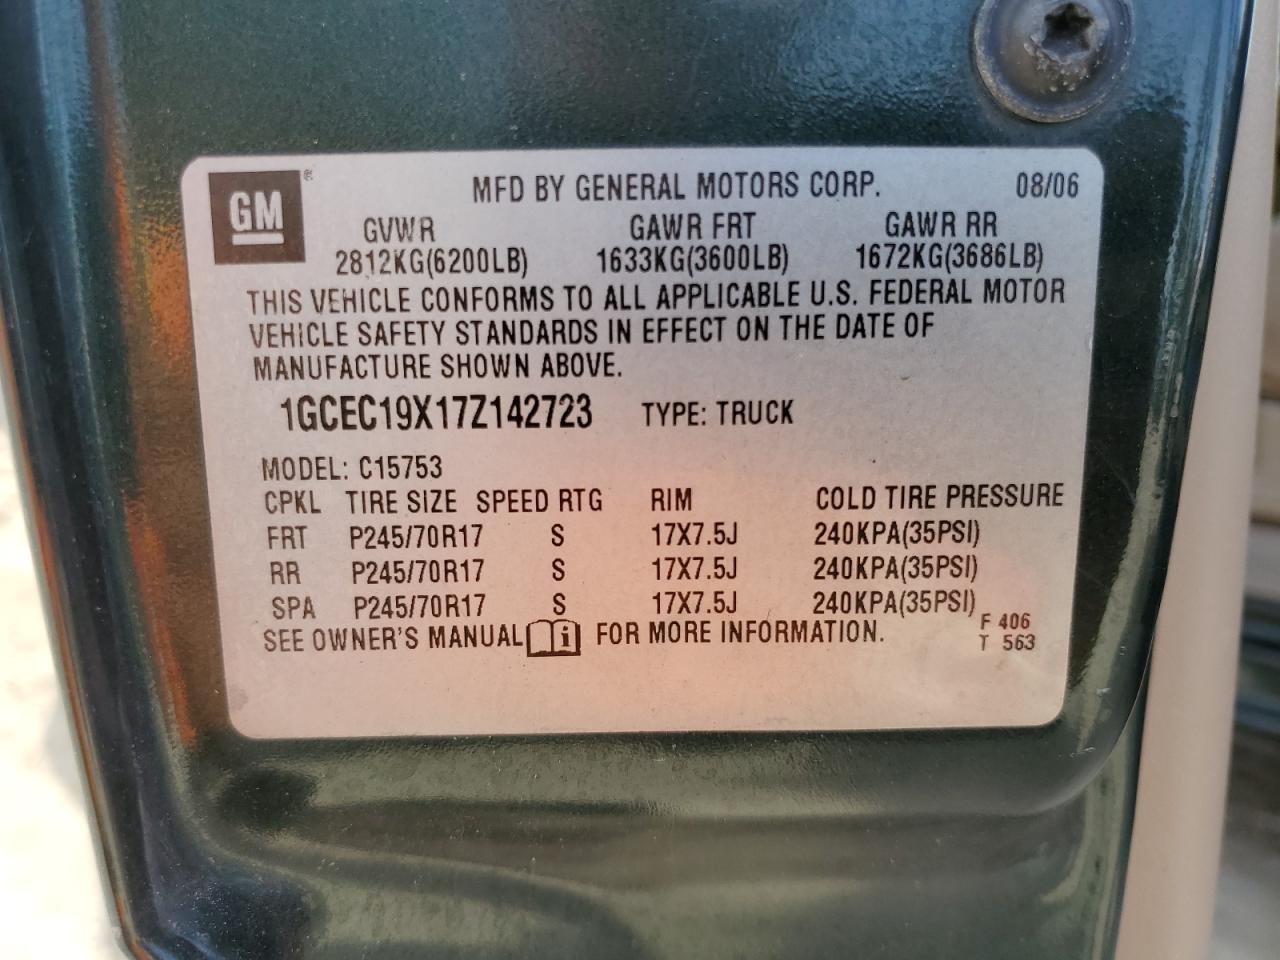 GM®
MFD BY GENERAL MOTORS CORP. 08/06
GVWR GAWR FRT GAWR RR
2812KG(6200LB) 1633KG(3600LB) 1672KG(3686LB)
THIS VEHICLE CONFORMS TO ALL APPLICABLE U.S. FEDERAL MOTOR
VEHICLE SAFETY STANDARDS IN EFFECT ON THE DATE OF
MANUFACTURE SHOWN ABOVE.
1GCEC19X17Z142723 TYPE: TRUCK
MODEL: C15753
CPKL TIRE SIZE SPEED RTG RIM COLD TIRE PRESSURE
FRT P245/70R17 S 17X7.5J 240KPA(35PSI)
RR P245/70R17 S 17X7.5J 240KPA(35PSI)
SPA P245/70R17 S 17X7.5J 240KPA(35PSI)
SEE OWNER'S MANUAL i FOR MORE INFORMATION.
F 406
T 563